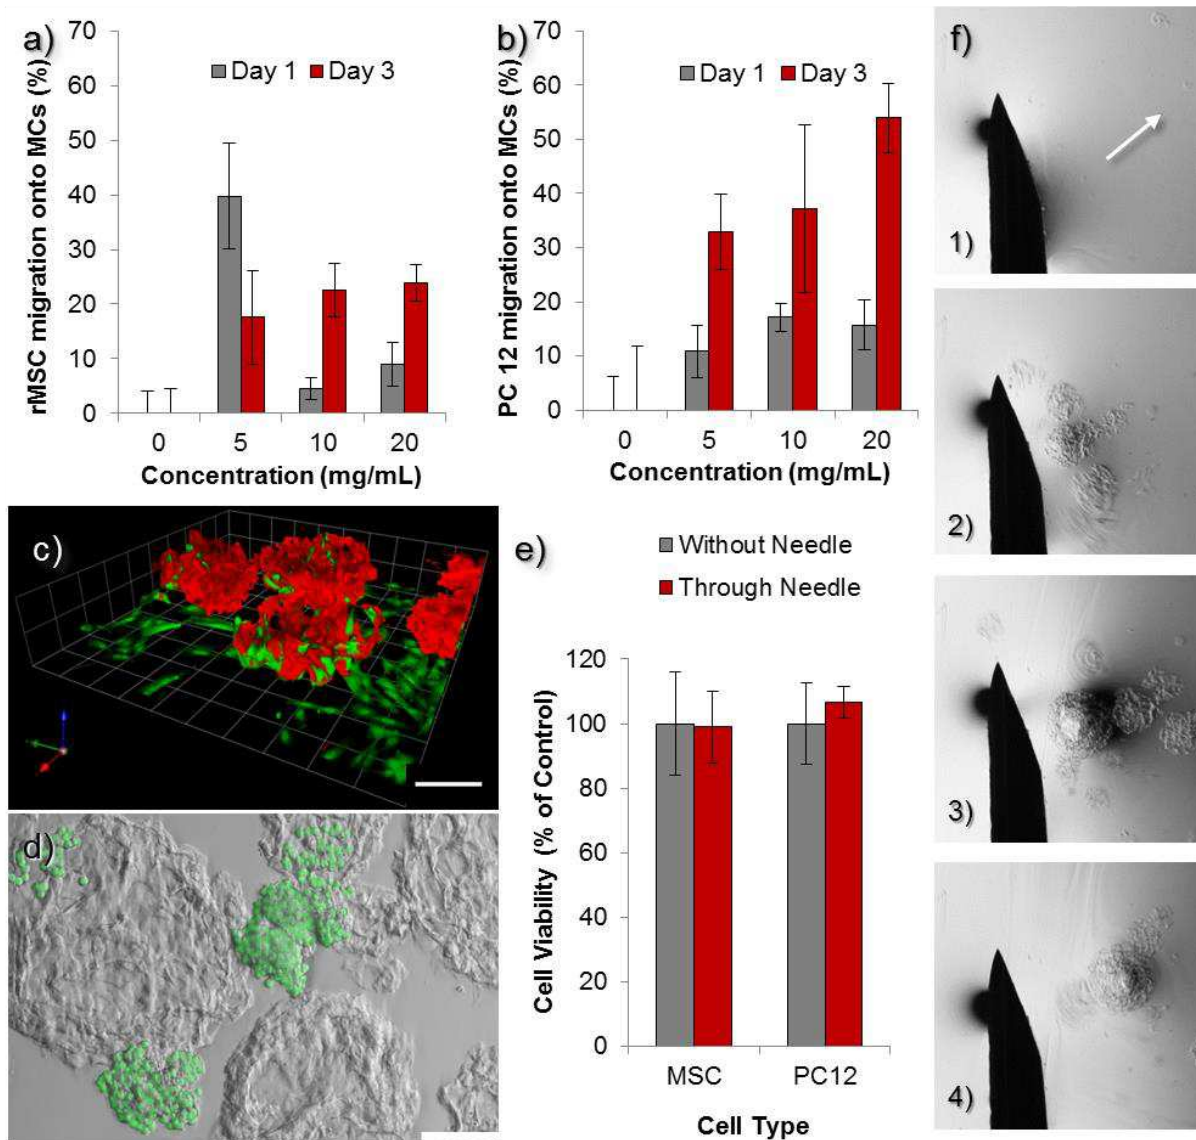 a)
70
60
50
40
30
20
10
0
rMSC migration onto MCs (%)
Day 1 Day 3
0 5 10 20
Concentration (mg/mL)
b)
70
60
50
40
30
20
10
0
PC 12 migration onto MCs (%)
Day 1 Day 3
0 5 10 20
Concentration (mg/mL)
c)
d)
e)
Without Needle
Through Needle
120
100
80
60
40
20
0
Cell Viability (% of Control)
MSC PC12
Cell Type
f)
1)
2)
3)
4)